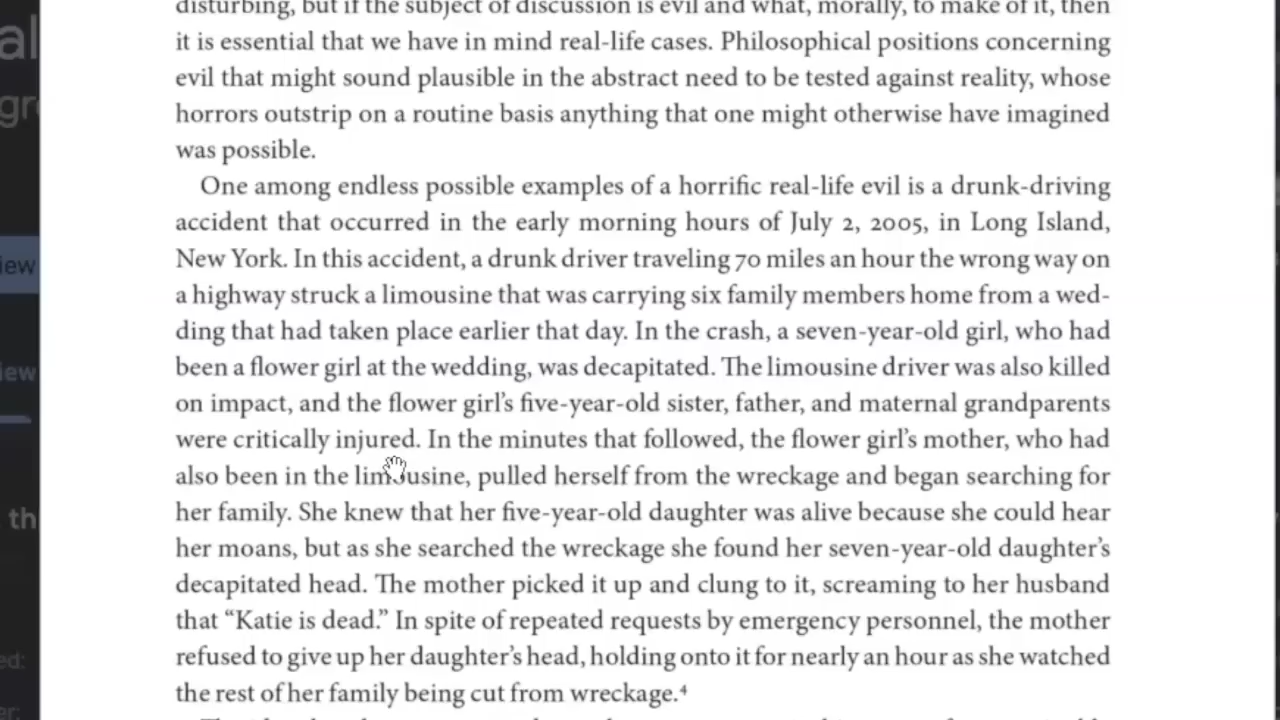 disturbing, but if the subject of discussion is evil and what, morally, to make of it, then
it is essential that we have in mind real-life cases. Philosophical positions concerning
evil that might sound plausible in the abstract need to be tested against reality, whose
horrors outstrip on a routine basis anything that one might otherwise have imagined
was possible.
One among endless possible examples of a horrific real-life evil is a drunk-driving
accident that occurred in the early morning hours of July 2, 2005, in Long Island,
New York. In this accident, a drunk driver traveling 70 miles an hour the wrong way on
a highway struck a limousine that was carrying six family members home from a wed-
ding that had taken place earlier that day. In the crash, a seven-year-old girl, who had
been a flower girl at the wedding, was decapitated. The limousine driver was also killed
on impact, and the flower girl’s five-year-old sister, father, and maternal grandparents
were critically injured. In the minutes that followed, the flower girl’s mother, who had
also been in the limousine, pulled herself from the wreckage and began searching for
her family. She knew that her five-year-old daughter was alive because she could hear
her moans, but as she searched the wreckage she found her seven-year-old daughter’s
decapitated head. The mother picked it up and clung to it, screaming to her husband
that “Katie is dead.” In spite of repeated requests by emergency personnel, the mother
refused to give up her daughter’s head, holding onto it for nearly an hour as she watched
the rest of her family being cut from wreckage.⁴